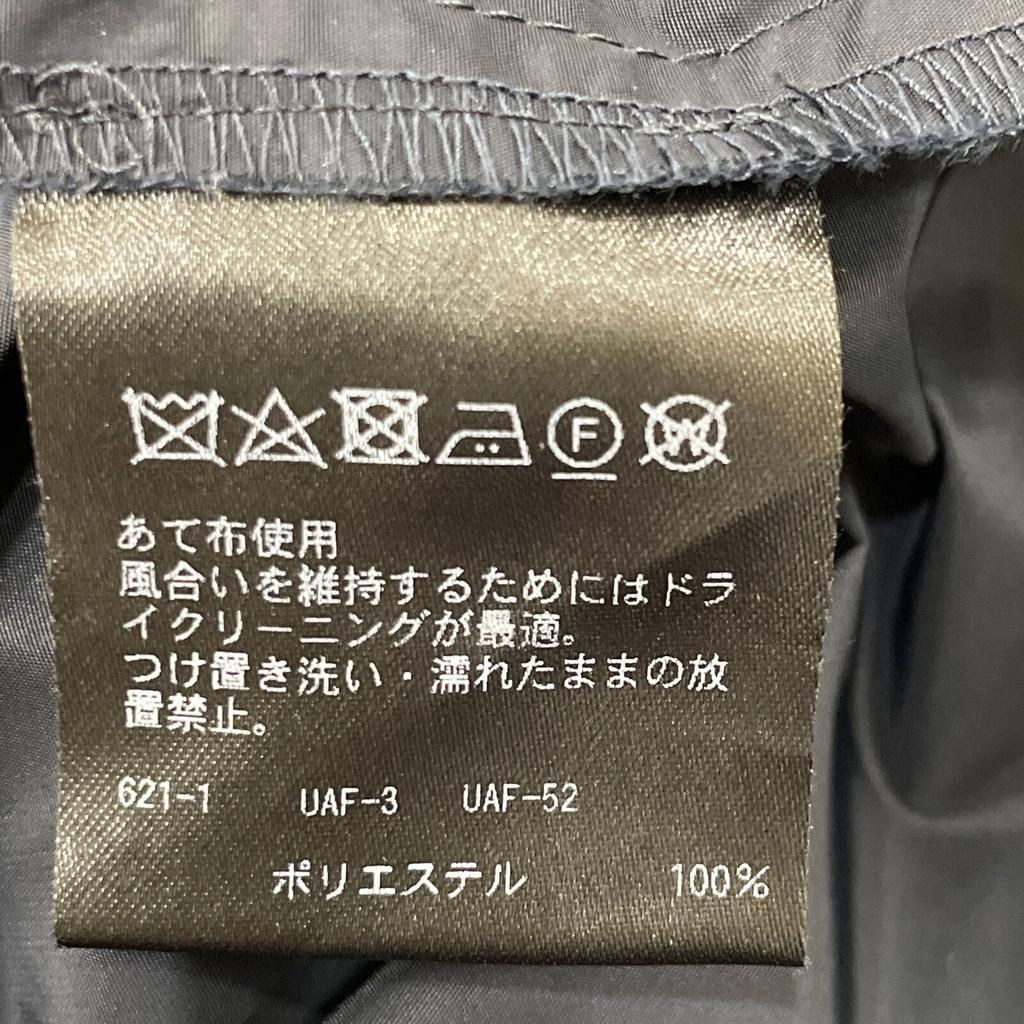 F W
あて布使用
風合いを維持するためにはドラ
イクリーニングが最適。
つけ置き洗い・濡れたままの放
置禁止。
621-1 UAF-3 UAF-52
ポリエステル 100%